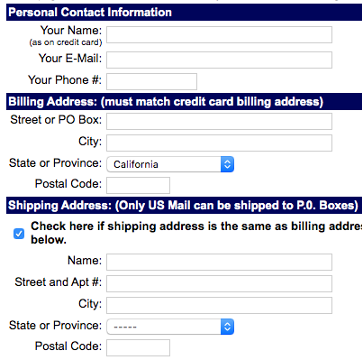 Personal Contact Information
Your Name:
(as on credit card)
Your E-Mail:
Your Phone #:
Billing Address: (must match credit card billing address)
Street or PO Box:
City:
State or Province: California
Postal Code:
Shipping Address: (Only US Mail can be shipped to P.O. Boxes)
Check here if shipping address is the same as billing addre
below.
Name:
Street and Apt #:
City:
State or Province: -----
Postal Code: